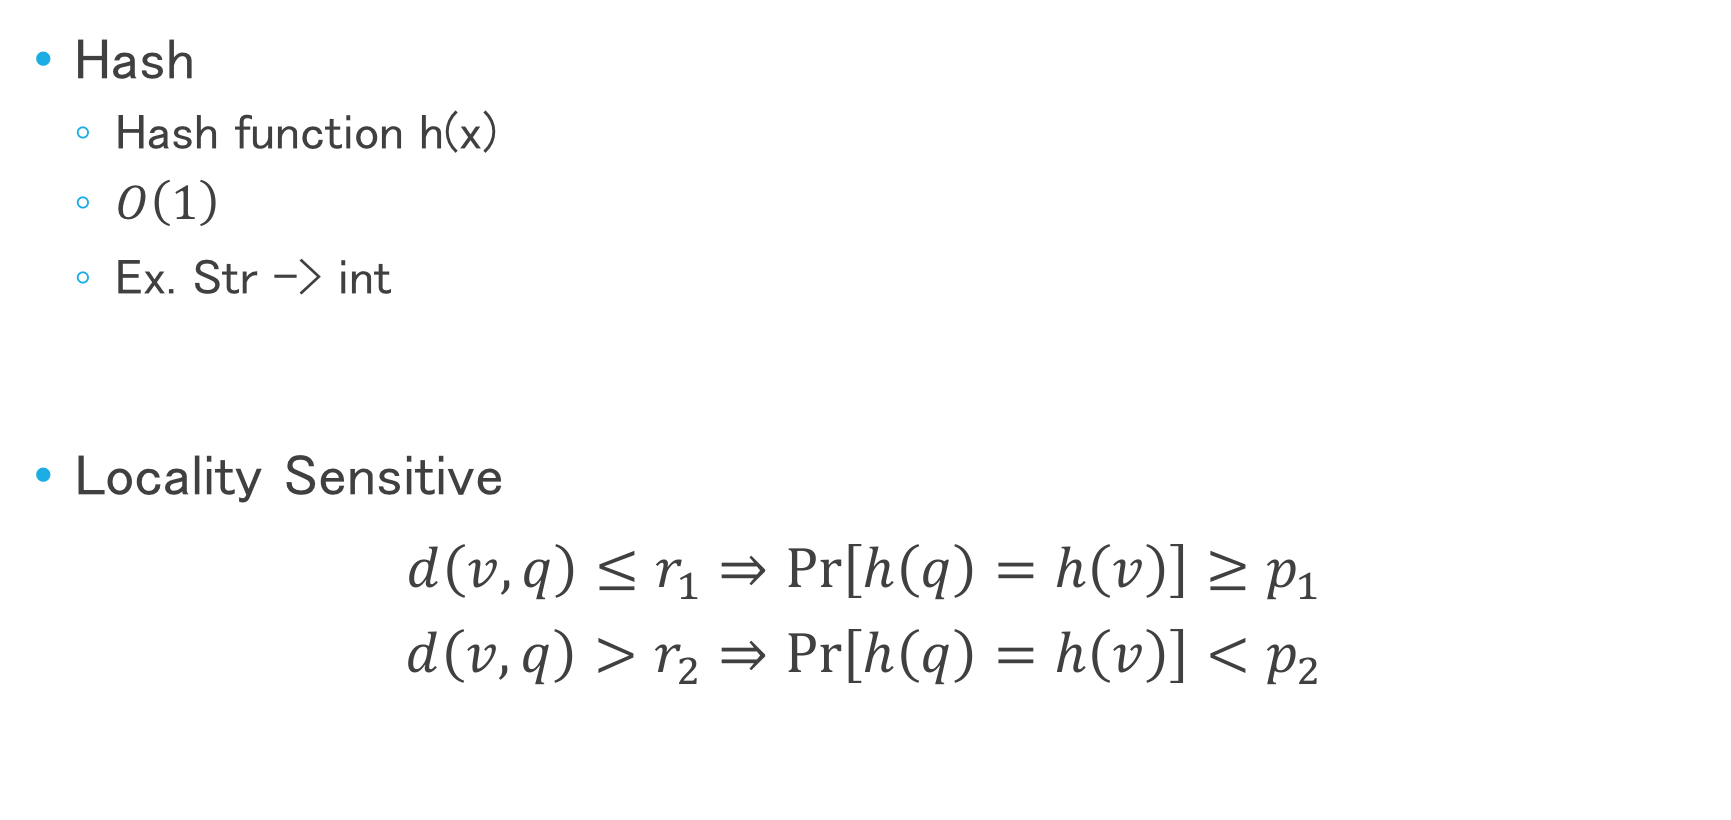 • Hash
◦ Hash function h(x)
◦ O(1)
◦ Ex. Str -> int
• Locality Sensitive
d(v, q) ≤ r₁ ⇒ Pr[h(q) = h(v)] ≥ p₁
d(v, q) > r₂ ⇒ Pr[h(q) = h(v)] < p₂